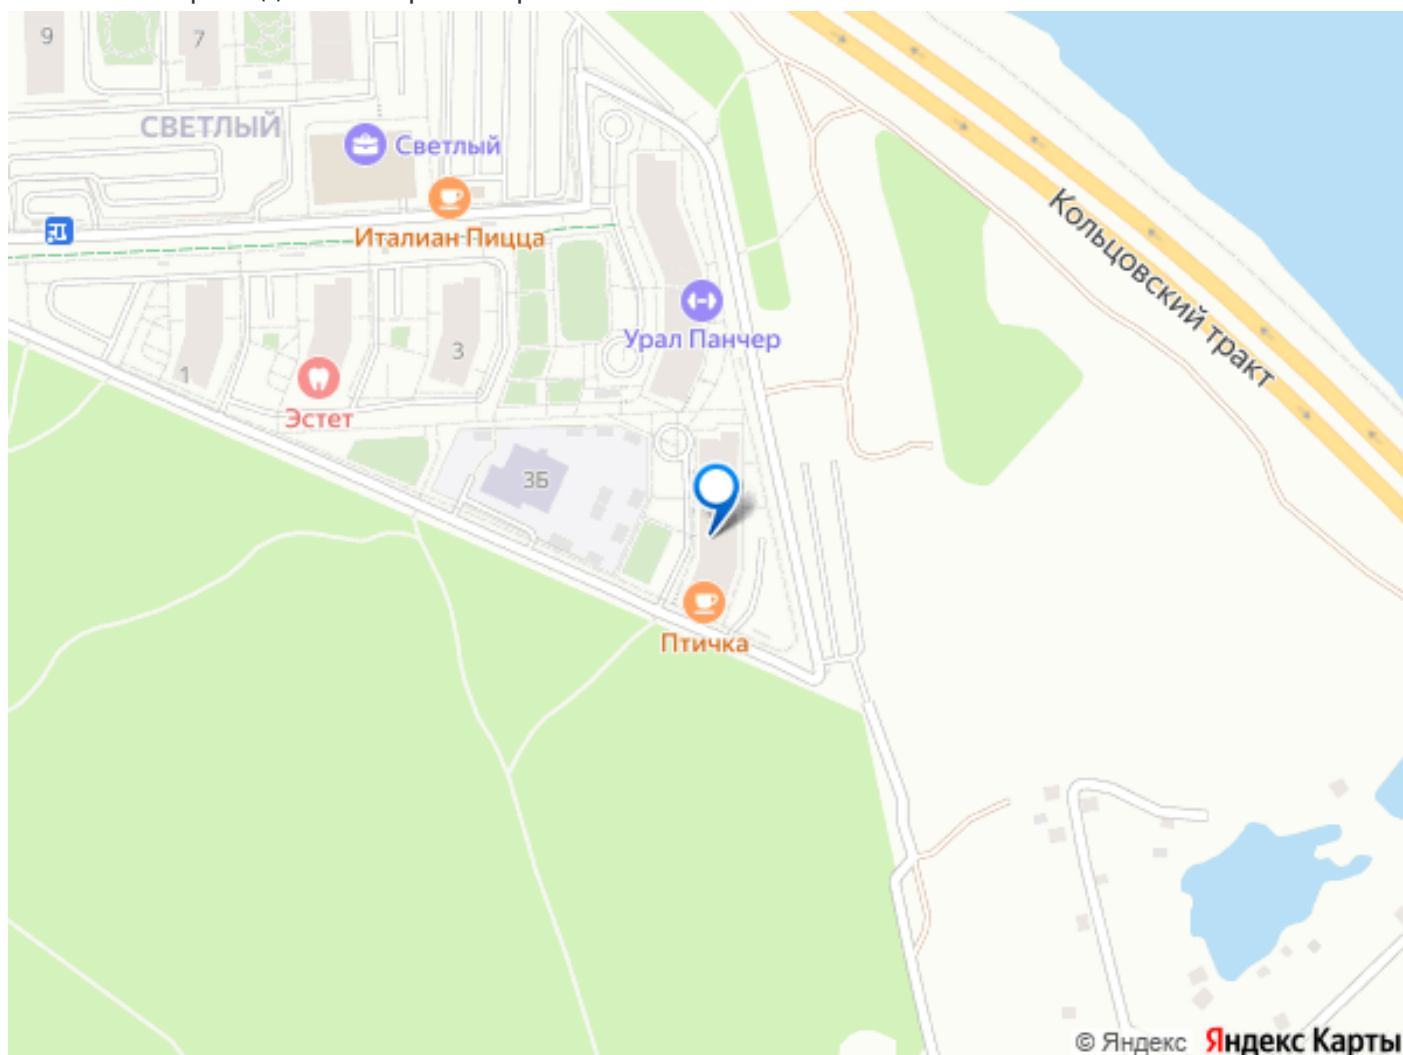 9
7
СВЕТЛЫЙ
Светлый
Италиан Пицца
Кольцовский тракт
Урал Панчер
3
1
Эстет
3Б
Птичка
© Яндекс Яндекс Карты